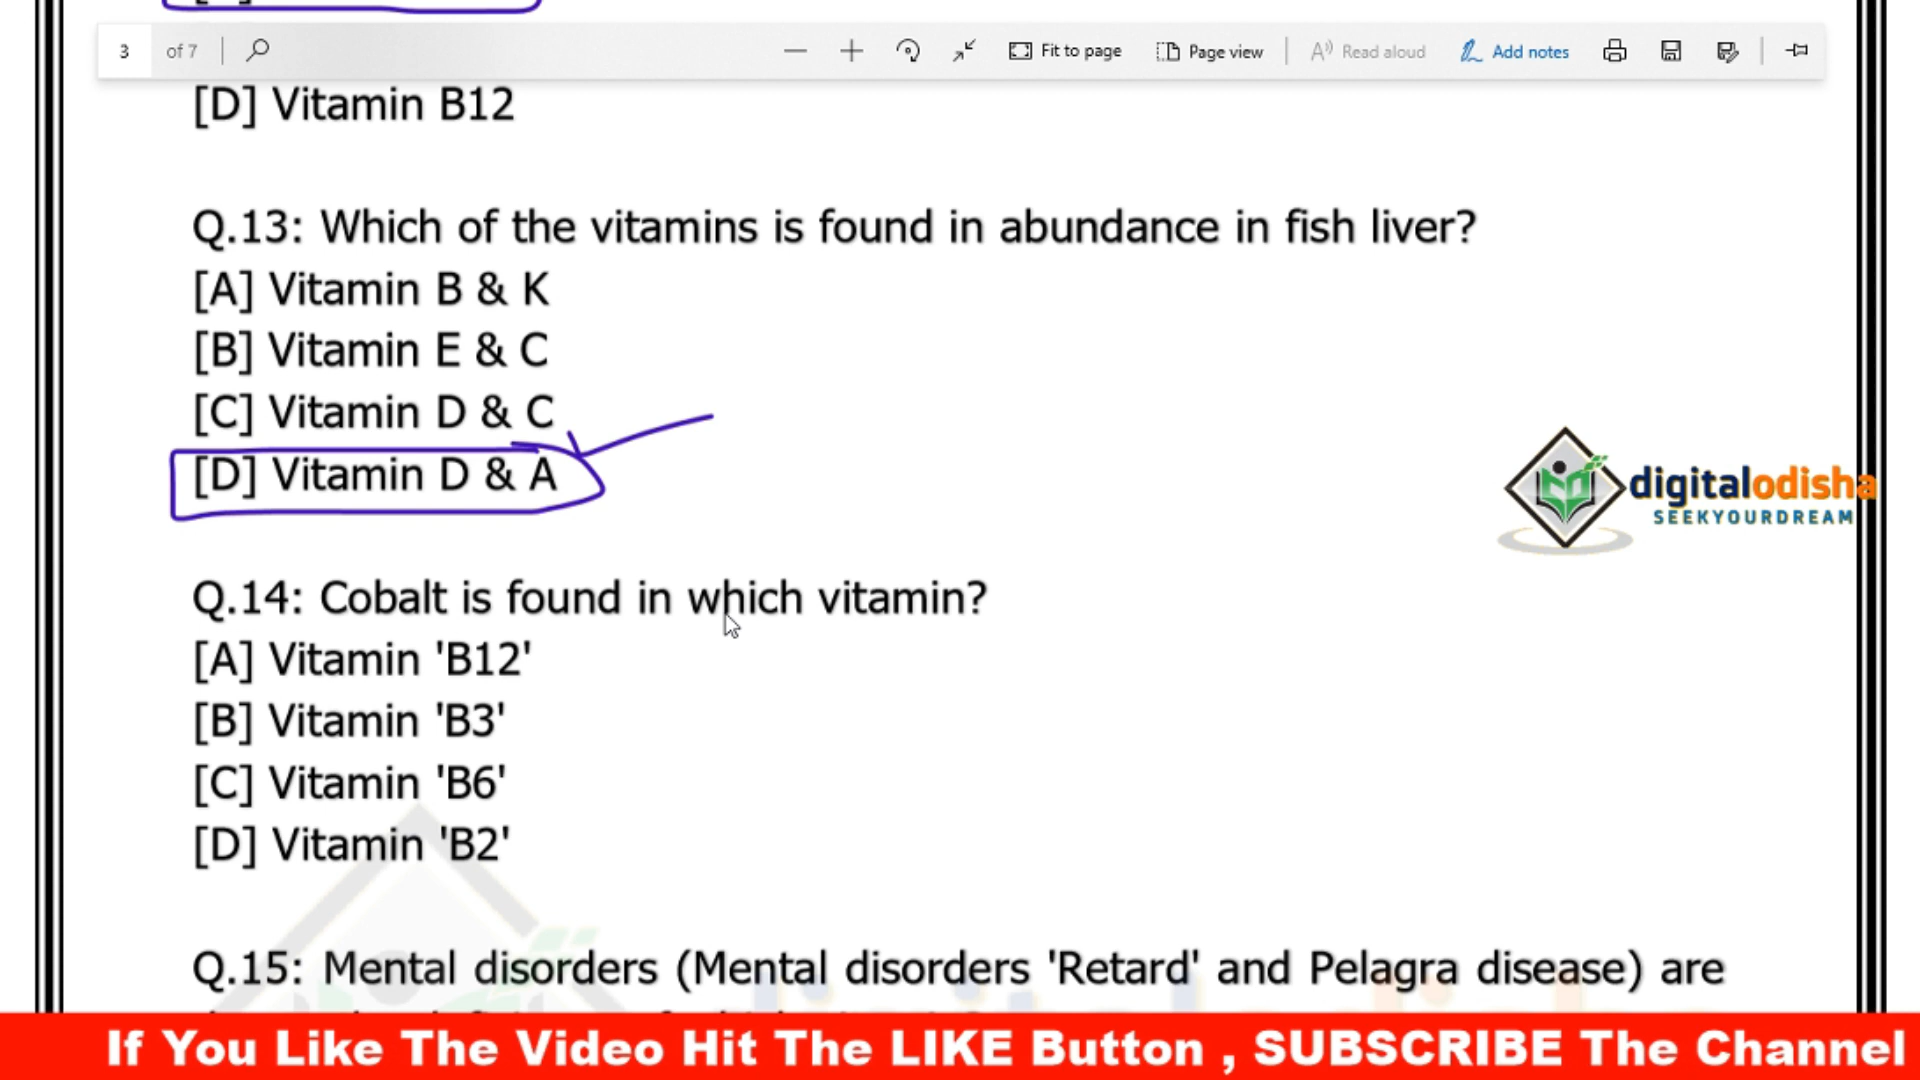 3 of 7 Fit to page Page view Read aloud Add notes
[D] Vitamin B12
Q.13: Which of the vitamins is found in abundance in fish liver?
[A] Vitamin B & K
[B] Vitamin E & C
[C] Vitamin D & C
[D] Vitamin D & A
digitalodisha
SEEKYOURDREAM
Q.14: Cobalt is found in which vitamin?
[A] Vitamin 'B12'
[B] Vitamin 'B3'
[C] Vitamin 'B6'
[D] Vitamin 'B2'
Q.15: Mental disorders (Mental disorders 'Retard' and Pelagra disease) are
If You Like The Video Hit The LIKE Button , SUBSCRIBE The Channel